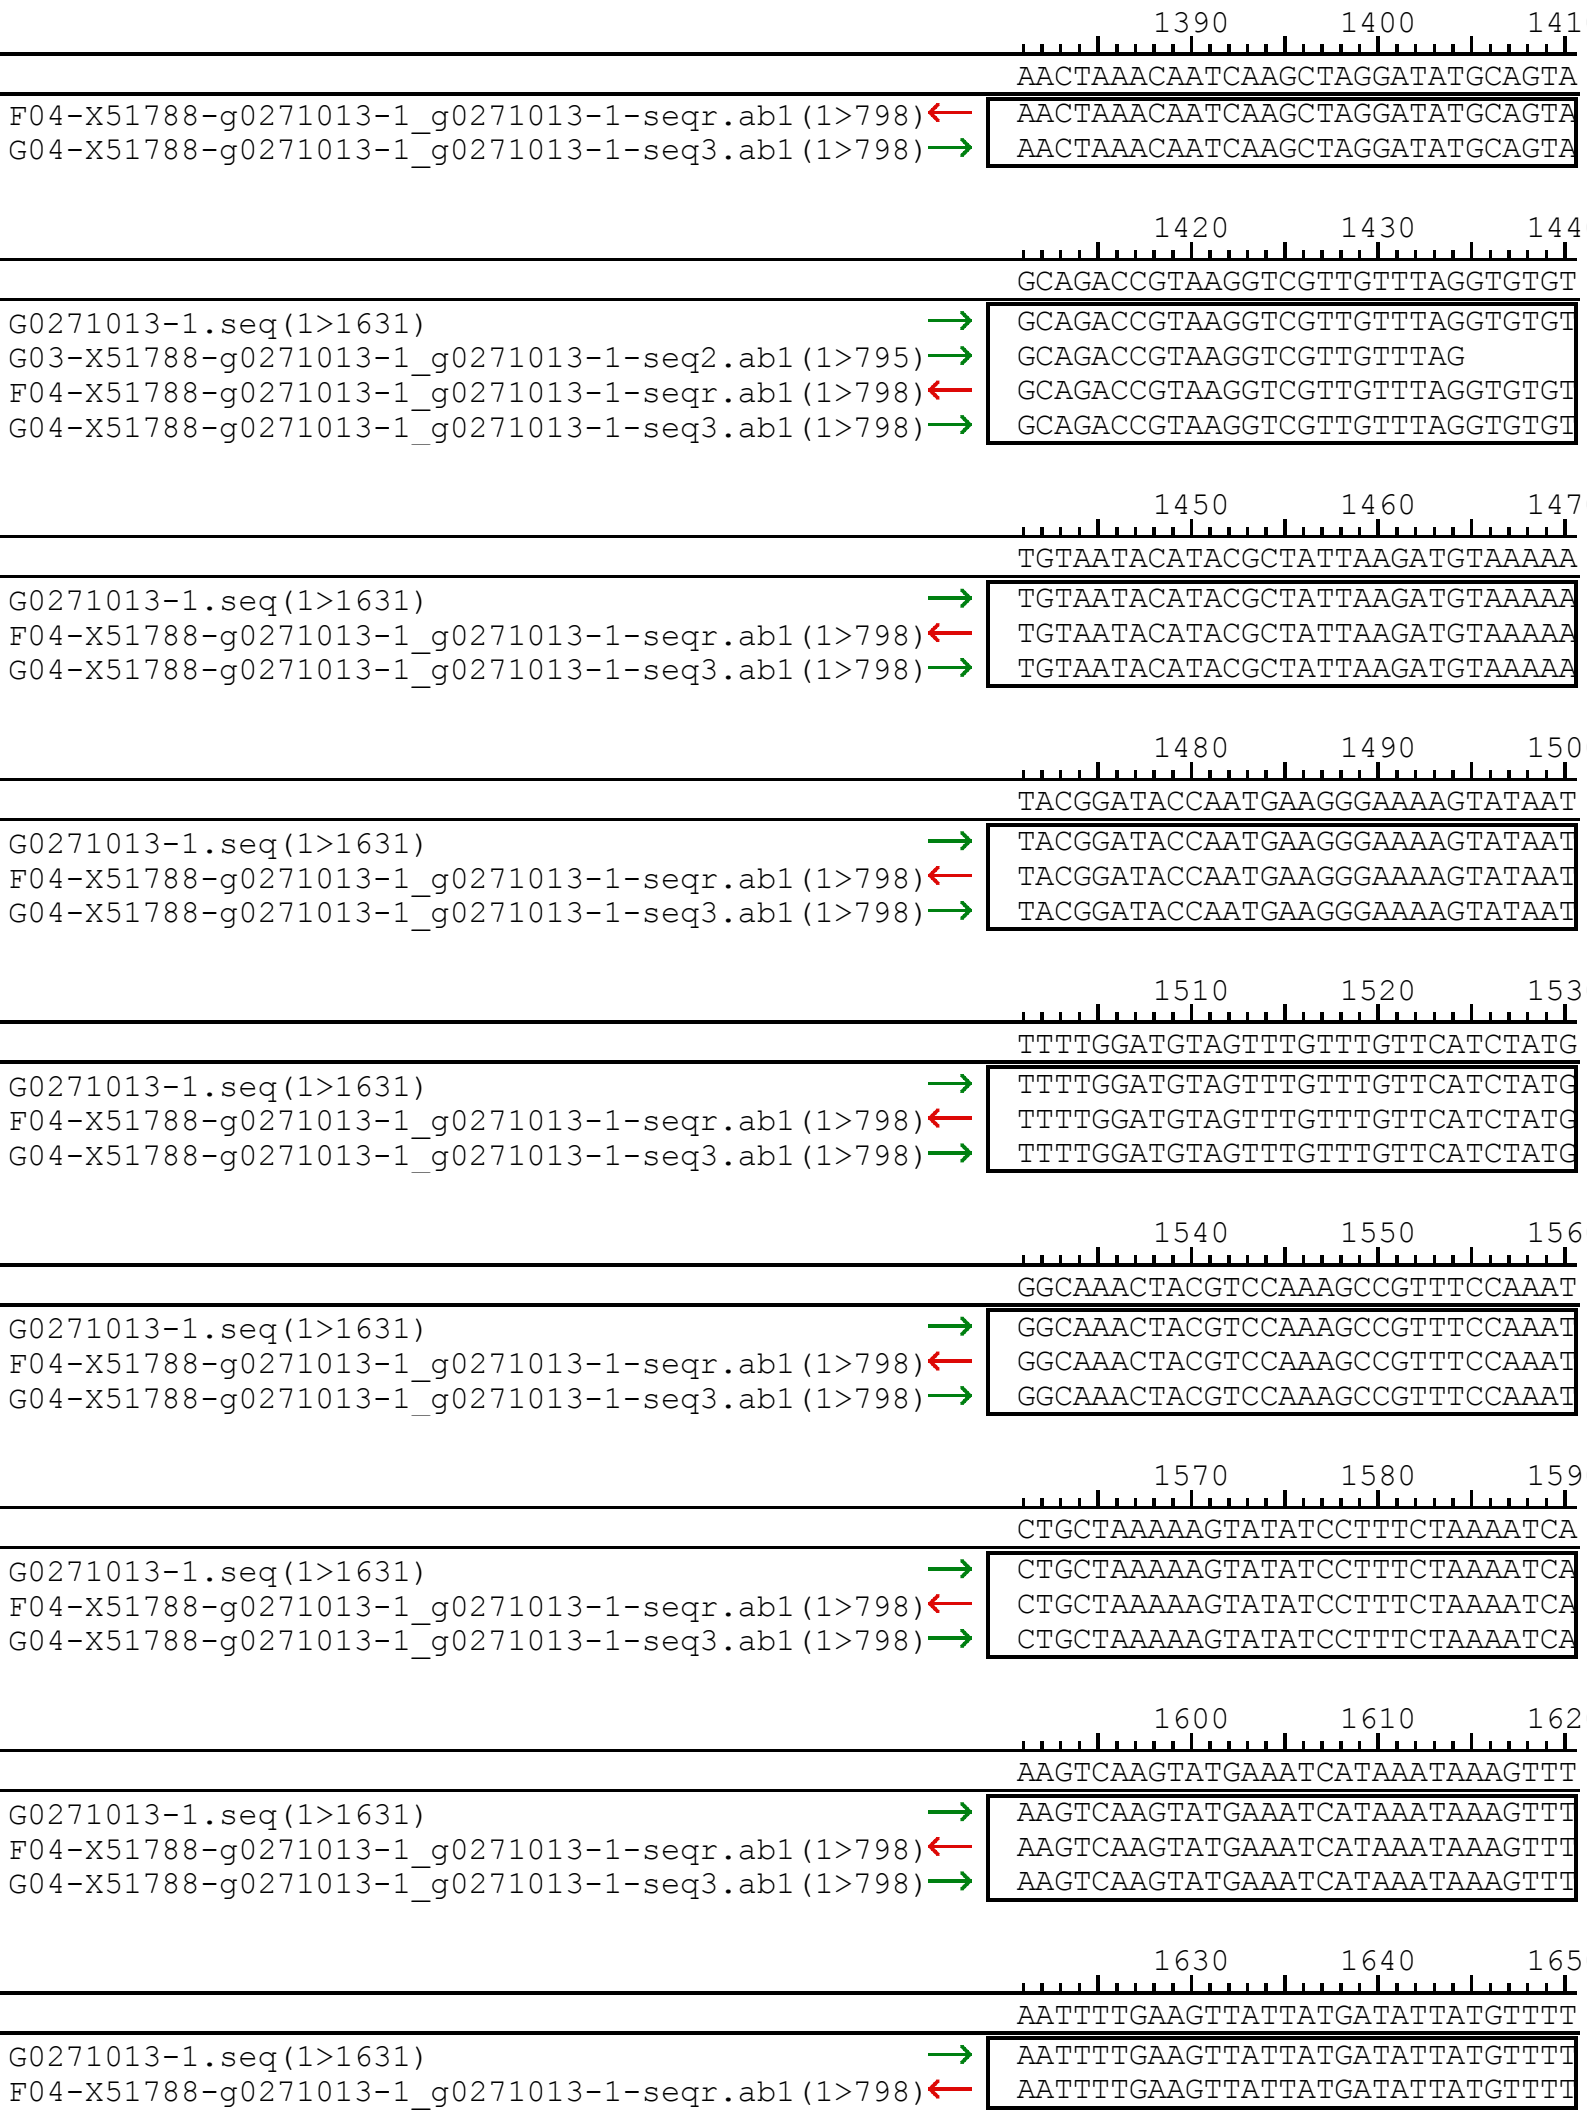 1390 1400 141
AACTAAACAATCAAGCTAGGATATGCAGTA
F04-X51788-g0271013-1_g0271013-1-seqr.ab1(1>798)← AACTAAACAATCAAGCTAGGATATGCAGTA
G04-X51788-g0271013-1_g0271013-1-seq3.ab1(1>798)→ AACTAAACAATCAAGCTAGGATATGCAGTA
1420 1430 144
GCAGACCGTAAGGTCGTTGTTTAGGTGTGT
G0271013-1.seq(1>1631) → GCAGACCGTAAGGTCGTTGTTTAGGTGTGT
G03-X51788-g0271013-1_g0271013-1-seq2.ab1(1>795)→ GCAGACCGTAAGGTCGTTGTTTAG
F04-X51788-g0271013-1_g0271013-1-seqr.ab1(1>798)← GCAGACCGTAAGGTCGTTGTTTAGGTGTGT
G04-X51788-g0271013-1_g0271013-1-seq3.ab1(1>798)→ GCAGACCGTAAGGTCGTTGTTTAGGTGTGT
1450 1460 147
TGTAATACATACGCTATTAAGATGTAAAAA
G0271013-1.seq(1>1631) → TGTAATACATACGCTATTAAGATGTAAAAA
F04-X51788-g0271013-1_g0271013-1-seqr.ab1(1>798)← TGTAATACATACGCTATTAAGATGTAAAAA
G04-X51788-g0271013-1_g0271013-1-seq3.ab1(1>798)→ TGTAATACATACGCTATTAAGATGTAAAAA
1480 1490 150
TACGGATACCAATGAAGGGAAAAGTATAAT
G0271013-1.seq(1>1631) → TACGGATACCAATGAAGGGAAAAGTATAAT
F04-X51788-g0271013-1_g0271013-1-seqr.ab1(1>798)← TACGGATACCAATGAAGGGAAAAGTATAAT
G04-X51788-g0271013-1_g0271013-1-seq3.ab1(1>798)→ TACGGATACCAATGAAGGGAAAAGTATAAT
1510 1520 153
TTTTGGATGTAGTTTGTTTGTTCATCTATG
G0271013-1.seq(1>1631) → TTTTGGATGTAGTTTGTTTGTTCATCTATG
F04-X51788-g0271013-1_g0271013-1-seqr.ab1(1>798)← TTTTGGATGTAGTTTGTTTGTTCATCTATG
G04-X51788-g0271013-1_g0271013-1-seq3.ab1(1>798)→ TTTTGGATGTAGTTTGTTTGTTCATCTATG
1540 1550 156
GGCAAACTACGTCCAAAGCCGTTTCCAAAT
G0271013-1.seq(1>1631) → GGCAAACTACGTCCAAAGCCGTTTCCAAAT
F04-X51788-g0271013-1_g0271013-1-seqr.ab1(1>798)← GGCAAACTACGTCCAAAGCCGTTTCCAAAT
G04-X51788-g0271013-1_g0271013-1-seq3.ab1(1>798)→ GGCAAACTACGTCCAAAGCCGTTTCCAAAT
1570 1580 159
CTGCTAAAAAGTATATCCTTTCTAAAATCA
G0271013-1.seq(1>1631) → CTGCTAAAAAGTATATCCTTTCTAAAATCA
F04-X51788-g0271013-1_g0271013-1-seqr.ab1(1>798)← CTGCTAAAAAGTATATCCTTTCTAAAATCA
G04-X51788-g0271013-1_g0271013-1-seq3.ab1(1>798)→ CTGCTAAAAAGTATATCCTTTCTAAAATCA
1600 1610 162
AAGTCAAGTATGAAATCATAAATAAAGTTT
G0271013-1.seq(1>1631) → AAGTCAAGTATGAAATCATAAATAAAGTTT
F04-X51788-g0271013-1_g0271013-1-seqr.ab1(1>798)← AAGTCAAGTATGAAATCATAAATAAAGTTT
G04-X51788-g0271013-1_g0271013-1-seq3.ab1(1>798)→ AAGTCAAGTATGAAATCATAAATAAAGTTT
1630 1640 165
AATTTTGAAGTTATTATGATATTATGTTTT
G0271013-1.seq(1>1631) → AATTTTGAAGTTATTATGATATTATGTTTT
F04-X51788-g0271013-1_g0271013-1-seqr.ab1(1>798)← AATTTTGAAGTTATTATGATATTATGTTTT